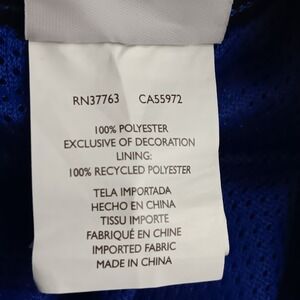 RN37763 CA55972
100% POLYESTER
EXCLUSIVE OF DECORATION
LINING:
100% RECYCLED POLYESTER
TELA IMPORTADA
HECHO EN CHINA
TISSU IMPORTE
FABRIQUÉ EN CHINE
IMPORTED FABRIC
MADE IN CHINA